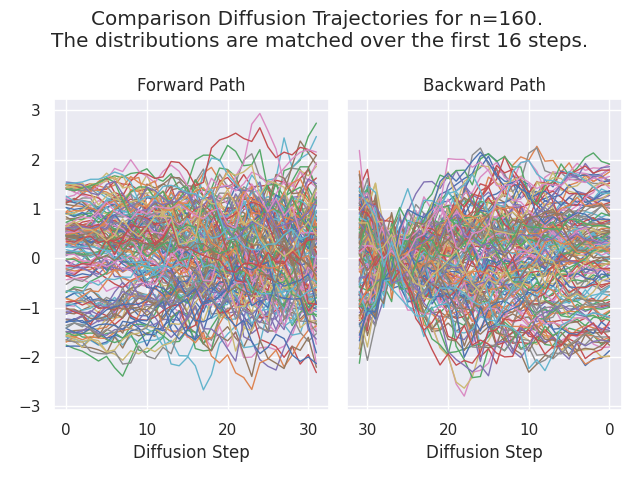 Comparison Diffusion Trajectories for n=160.
The distributions are matched over the first 16 steps.
Forward Path
Backward Path
3
2
1
0
−1
−2
−3
0 10 20 30
30 20 10 0
Diffusion Step
Diffusion Step